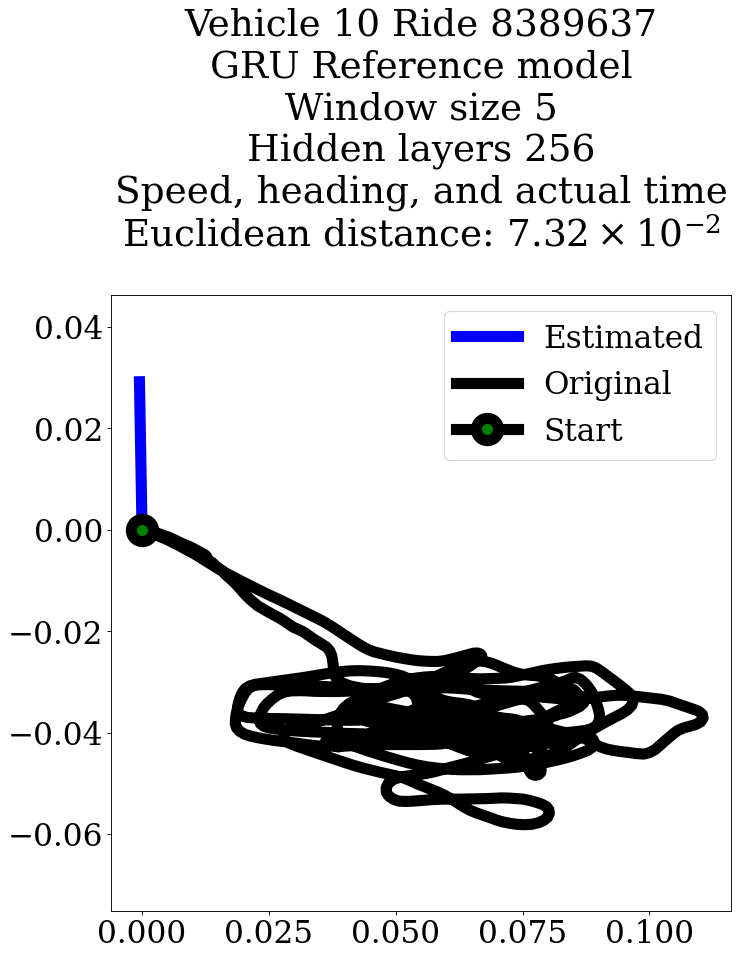 Vehicle 10 Ride 8389637
GRU Reference model
Window size 5
Hidden layers 256
Speed, heading, and actual time
Euclidean distance: 7.32 × 10⁻²
Estimated
Original
Start
0.04
0.02
0.00
−0.02
−0.04
−0.06
0.000 0.025 0.050 0.075 0.100